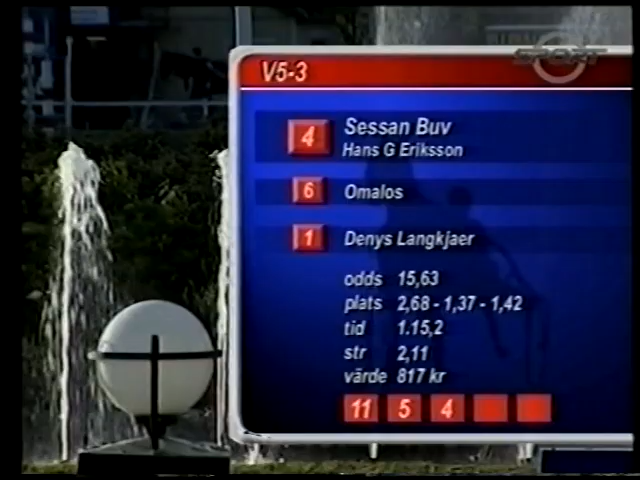 SPORT
V5-3
4 Sessan Buv
Hans G Eriksson
6 Omalos
1 Denys Langkjaer
odds 15,63
plats 2,68 - 1,37 - 1,42
tid 1.15,2
str 2,11
värde 817 kr
11 5 4